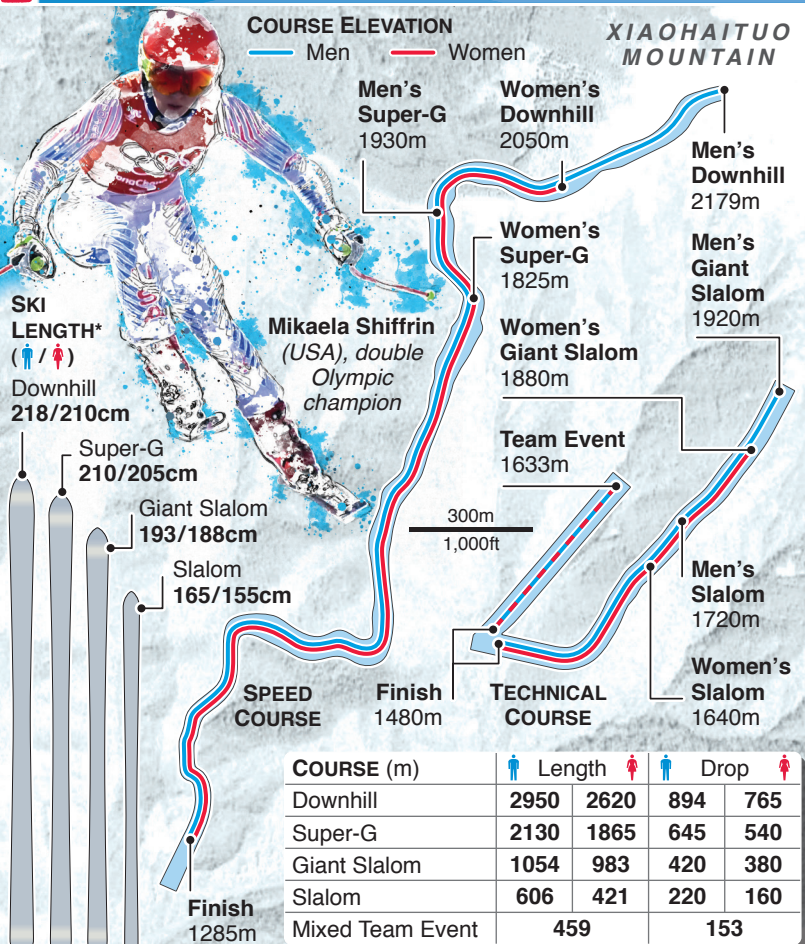 COURSE ELEVATION
Men Women
XIAOHAITUO
MOUNTAIN
Men's
Super-G
1930m
Women's
Downhill
2050m
Men's
Downhill
2179m
Women's
Super-G
1825m
Men's
Giant
Slalom
1920m
Women's
Giant Slalom
1880m
Team Event
1633m
Mikaela Shiffrin
(USA), double
Olympic
champion
SKI
LENGTH*
( / )
Downhill
218/210cm
Super-G
210/205cm
Giant Slalom
193/188cm
Slalom
165/155cm
300m
1,000ft
Men's
Slalom
1720m
Women's
Slalom
1640m
SPEED
COURSE
Finish
1480m
TECHNICAL
COURSE
Finish
1285m
COURSE (m) Length Drop
Downhill 2950 2620 894 765
Super-G 2130 1865 645 540
Giant Slalom 1054 983 420 380
Slalom 606 421 220 160
Mixed Team Event 459 153